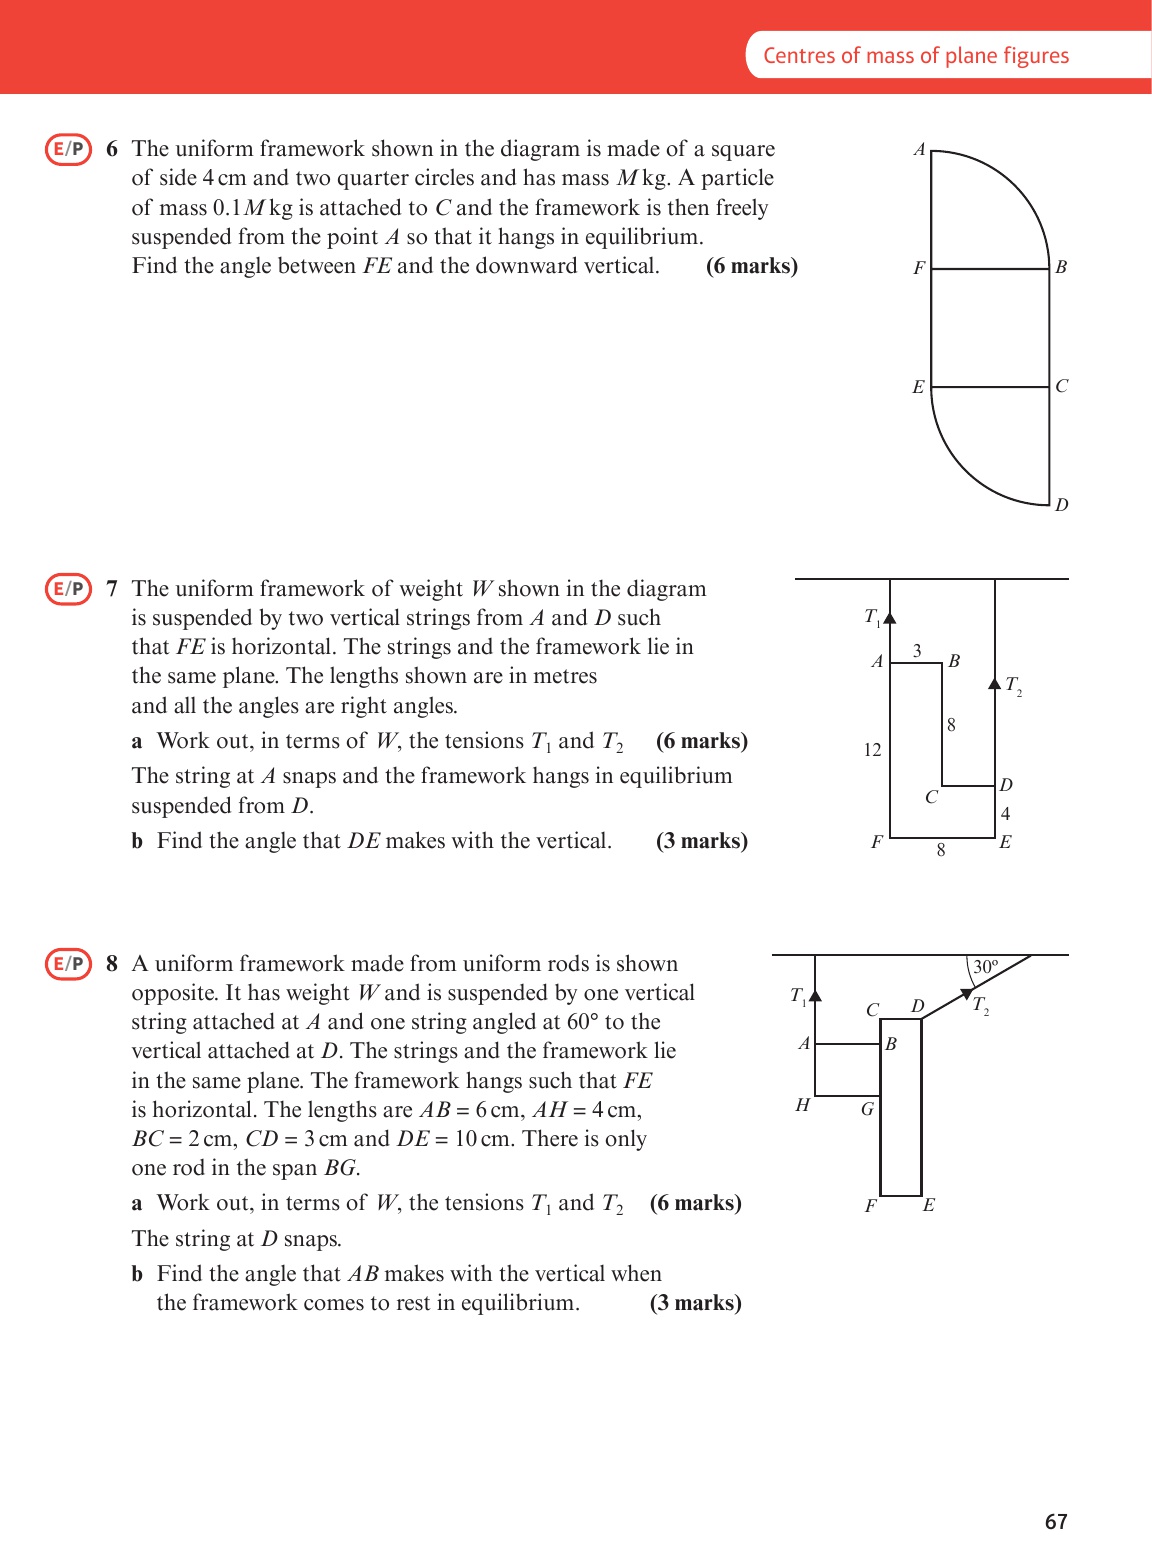 Centres of mass of plane figures
E/P 6 The uniform framework shown in the diagram is made of a square
of side 4 cm and two quarter circles and has mass M kg. A particle
of mass 0.1M kg is attached to C and the framework is then freely
suspended from the point A so that it hangs in equilibrium.
Find the angle between FE and the downward vertical. (6 marks)
A
F B
E C
D
E/P 7 The uniform framework of weight W shown in the diagram
is suspended by two vertical strings from A and D such
that FE is horizontal. The strings and the framework lie in
the same plane. The lengths shown are in metres
and all the angles are right angles.
a Work out, in terms of W, the tensions T₁ and T₂ (6 marks)
The string at A snaps and the framework hangs in equilibrium
suspended from D.
b Find the angle that DE makes with the vertical. (3 marks)
T₁
3
A B
T₂
8
12
C D
4
F E
8
E/P 8 A uniform framework made from uniform rods is shown
opposite. It has weight W and is suspended by one vertical
string attached at A and one string angled at 60° to the
vertical attached at D. The strings and the framework lie
in the same plane. The framework hangs such that FE
is horizontal. The lengths are AB = 6 cm, AH = 4 cm,
BC = 2 cm, CD = 3 cm and DE = 10 cm. There is only
one rod in the span BG.
a Work out, in terms of W, the tensions T₁ and T₂ (6 marks)
The string at D snaps.
b Find the angle that AB makes with the vertical when
the framework comes to rest in equilibrium. (3 marks)
30°
T₁ T₂
C D
A B
H G
F E
67